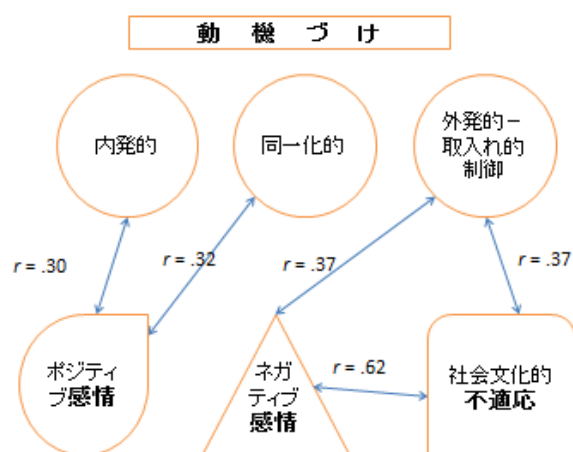 動 機 づ け
内発的
同一化的
外発的－
取入れ的
制御
r = .30
r = .32
r = .37
r = .37
ポジティ
ブ感情
ネガ
ティブ
感情
r = .62
社会文化的
不適応